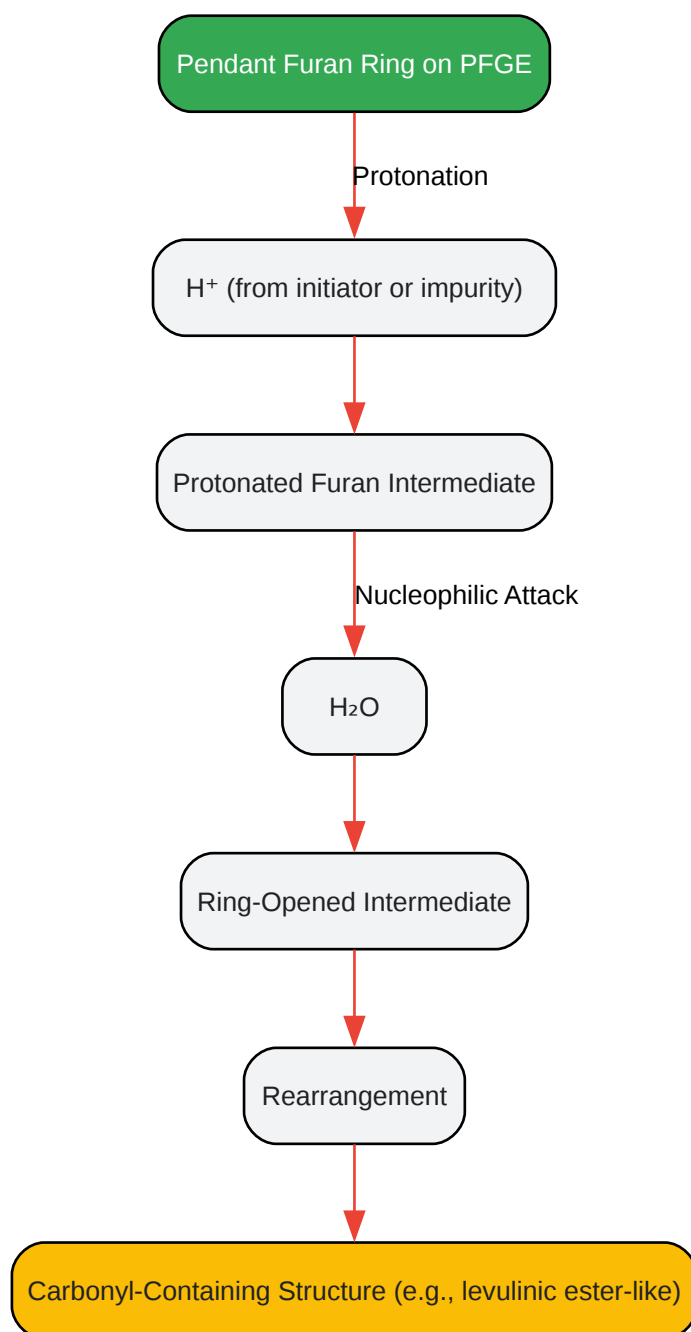 Pendant Furan Ring on PFGE
Protonation
H⁺ (from initiator or impurity)
Protonated Furan Intermediate
Nucleophilic Attack
H₂O
Ring-Opened Intermediate
Rearrangement
Carbonyl-Containing Structure (e.g., levulinic ester-like)